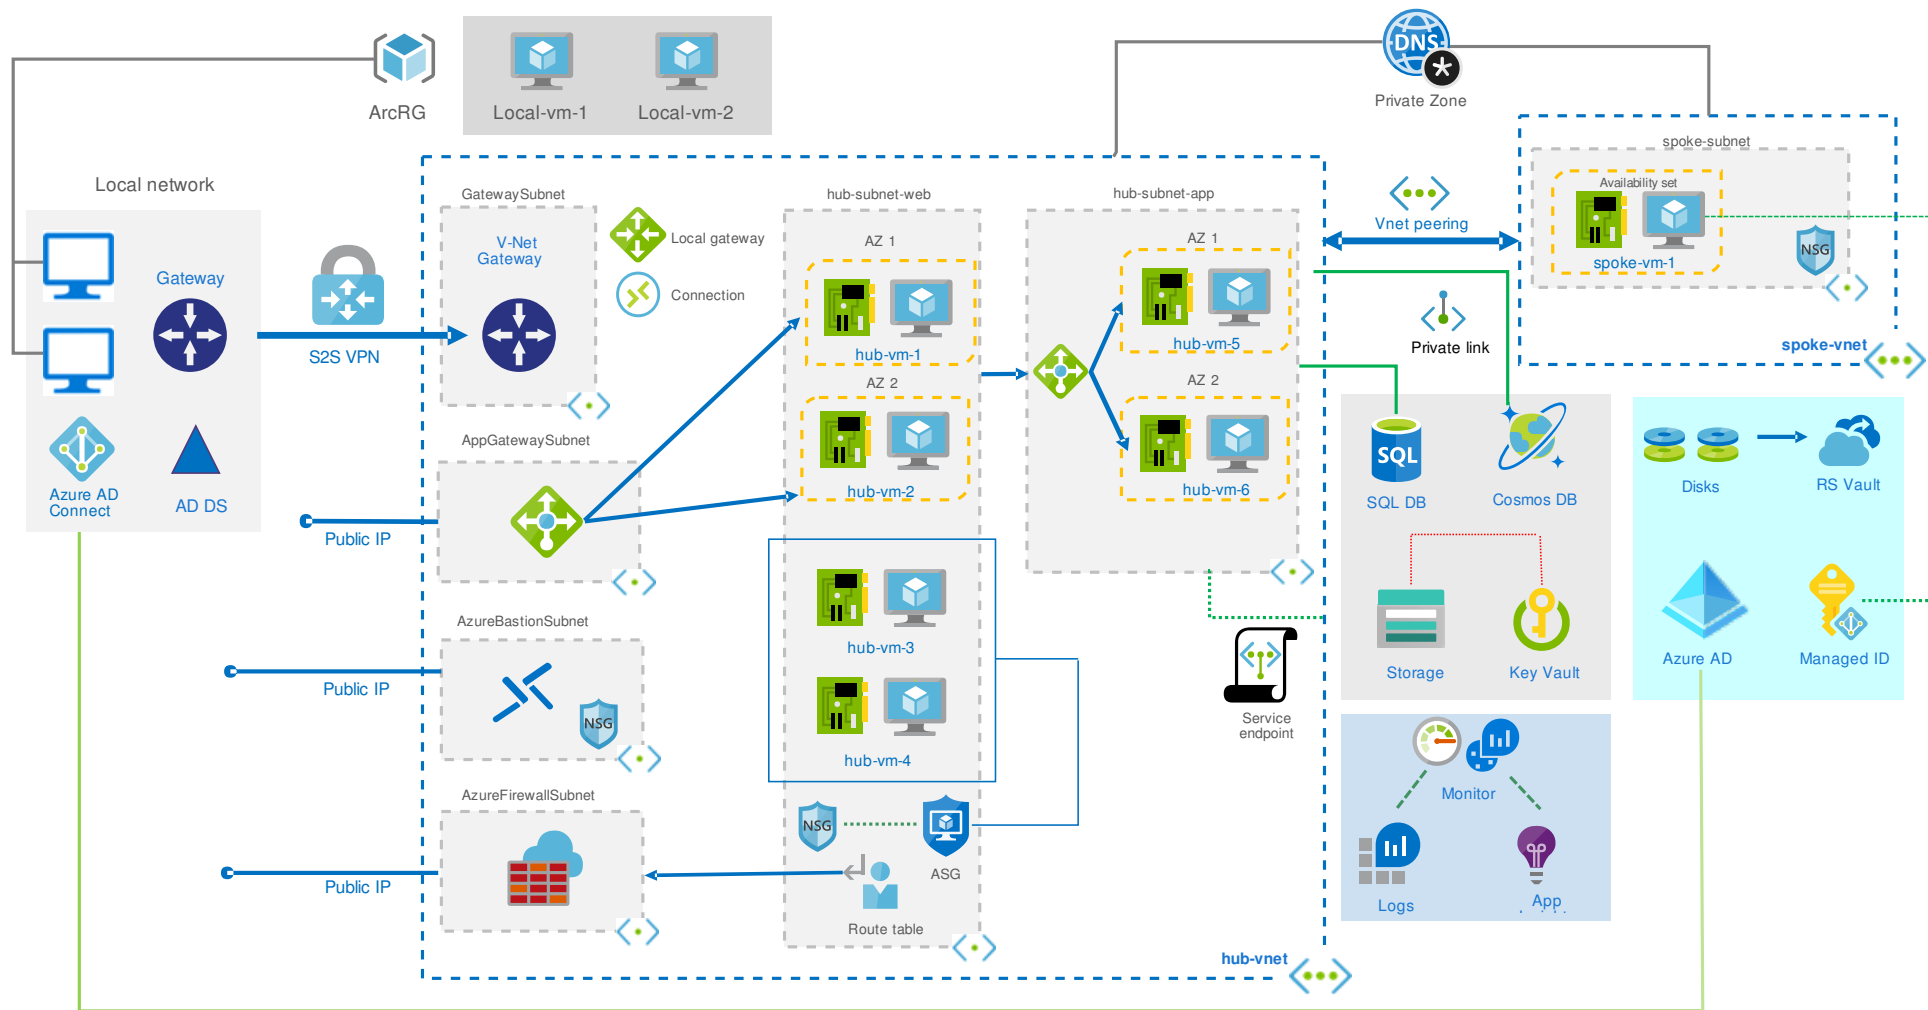 DNS
Private Zone
ArcRG
Local-vm-1
Local-vm-2
spoke-subnet
Availability set
spoke-vm-1
NSG
spoke-vnet
Vnet peering
Private link
Local network
Gateway
S2S VPN
Azure AD
Connect
AD DS
GatewaySubnet
V-Net
Gateway
Local gateway
Connection
hub-subnet-web
AZ 1
hub-vm-1
AZ 2
hub-vm-2
hub-vm-3
hub-vm-4
NSG
ASG
Route table
hub-subnet-app
AZ 1
hub-vm-5
AZ 2
hub-vm-6
AppGatewaySubnet
Public IP
AzureBastionSubnet
Public IP
NSG
AzureFirewallSubnet
Public IP
hub-vnet
Service
endpoint
SQL
SQL DB
Cosmos DB
Storage
Key Vault
Disks
RS Vault
Azure AD
Managed ID
Monitor
Logs
App